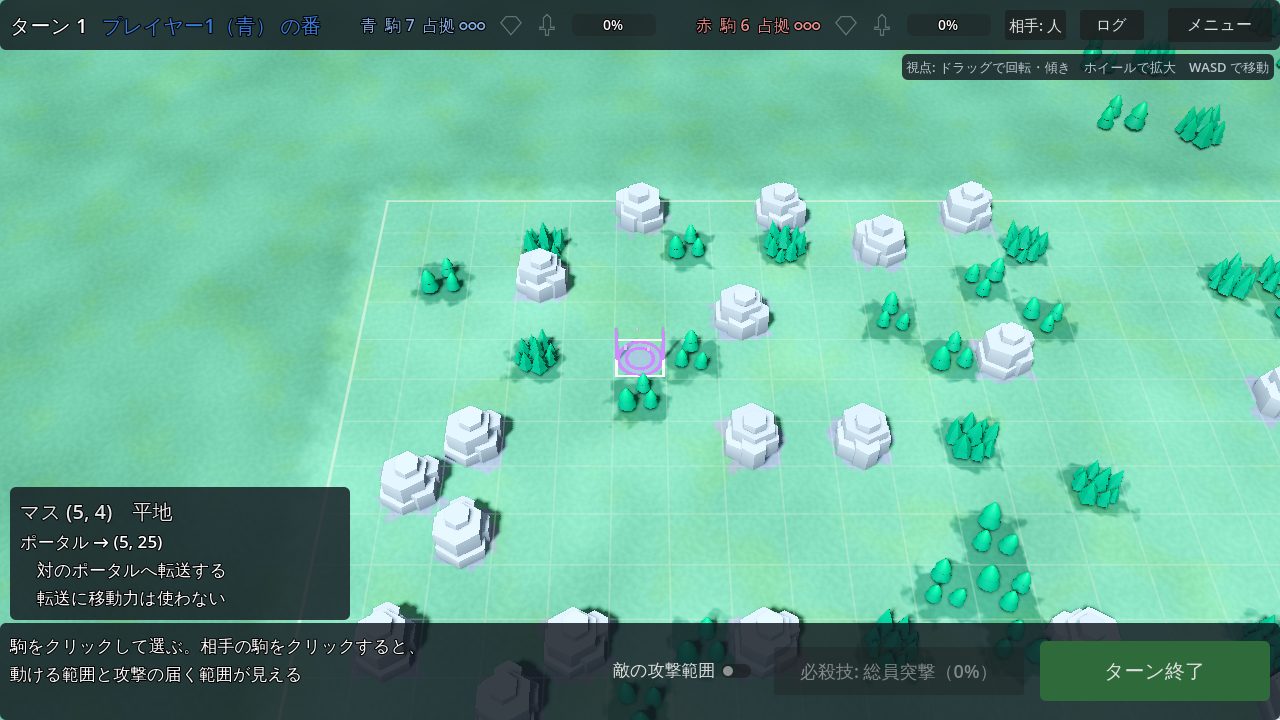 ターン 1 プレイヤー1（青）の番 青 駒 7 占拠 0% 赤 駒 6 占拠 0% 相手: 人 ログ メニュー
視点: ドラッグで回転・傾き ホイールで拡大 WASD で移動
マス (5, 4) 平地
ポータル → (5, 25)
対のポータルへ転送する
転送に移動力は使わない
駒をクリックして選ぶ。相手の駒をクリックすると、
動ける範囲と攻撃の届く範囲が見える
敵の攻撃範囲 必殺技: 総員突撃（0%） ターン終了